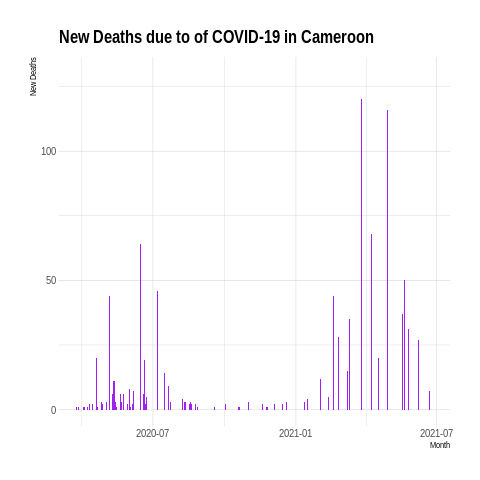 New Deaths due to of COVID-19 in Cameroon
New Deaths
100
50
0
2020-07
2021-01
2021-07
Month